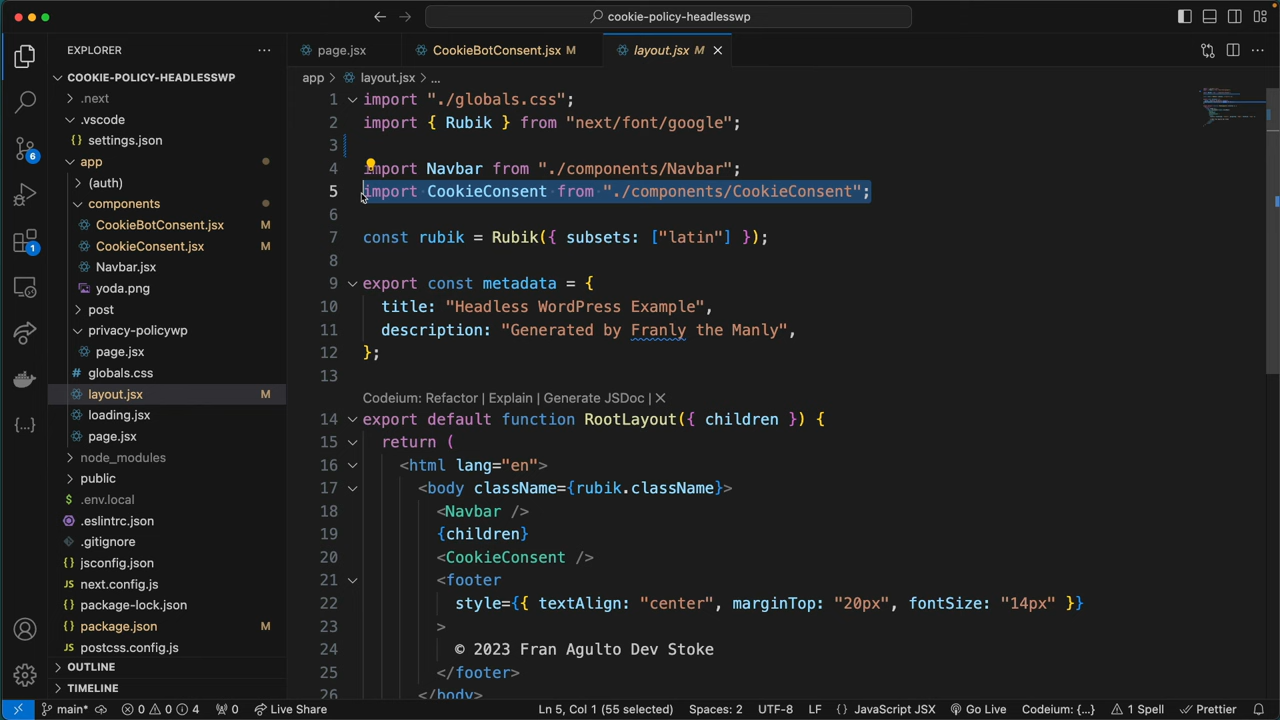 cookie-policy-headlesswp
EXPLORER
COOKIE-POLICY-HEADLESSWP
.next
.vscode
settings.json
app
(auth)
components
CookieBotConsent.jsx M
CookieConsent.jsx M
Navbar.jsx
yoda.png
post
privacy-policywp
page.jsx
globals.css
layout.jsx M
loading.jsx
page.jsx
node_modules
public
.env.local
.eslintrc.json
.gitignore
jsconfig.json
next.config.js
package-lock.json
package.json M
postcss.config.js
OUTLINE
TIMELINE
6
1
page.jsx CookieBotConsent.jsx M layout.jsx M
app > layout.jsx > ...
1 import "./globals.css";
2 import { Rubik } from "next/font/google";
3
4 import Navbar from "./components/Navbar";
5 import CookieConsent from "./components/CookieConsent";
6
7 const rubik = Rubik({ subsets: ["latin"] });
8
9 export const metadata = {
10 title: "Headless WordPress Example",
11 description: "Generated by Franly the Manly",
12 };
13
Codeium: Refactor | Explain | Generate JSDoc | X
14 export default function RootLayout({ children }) {
15 return (
16 <html lang="en">
17 <body className={rubik.className}>
18 <Navbar />
19 {children}
20 <CookieConsent />
21 <footer
22 style={{ textAlign: "center", marginTop: "20px", fontSize: "14px" }}
23 >
24 © 2023 Fran Agulto Dev Stoke
25 </footer>
26 </body>
main* 0 0 4 0 Live Share Ln 5, Col 1 (55 selected) Spaces: 2 UTF-8 LF {} JavaScript JSX Go Live Codeium: {...} 1 Spell Prettier